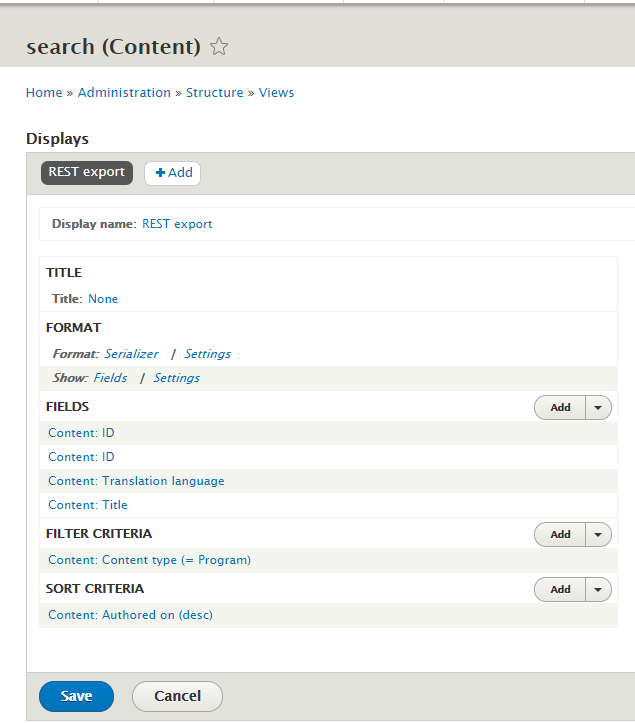 search (Content)
Home » Administration » Structure » Views
Displays
REST export
+ Add
Display name: REST export
TITLE
Title: None
FORMAT
Format: Serializer | Settings
Show: Fields | Settings
FIELDS
Add
Content: ID
Content: ID
Content: Translation language
Content: Title
FILTER CRITERIA
Add
Content: Content type (= Program)
SORT CRITERIA
Add
Content: Authored on (desc)
Save
Cancel